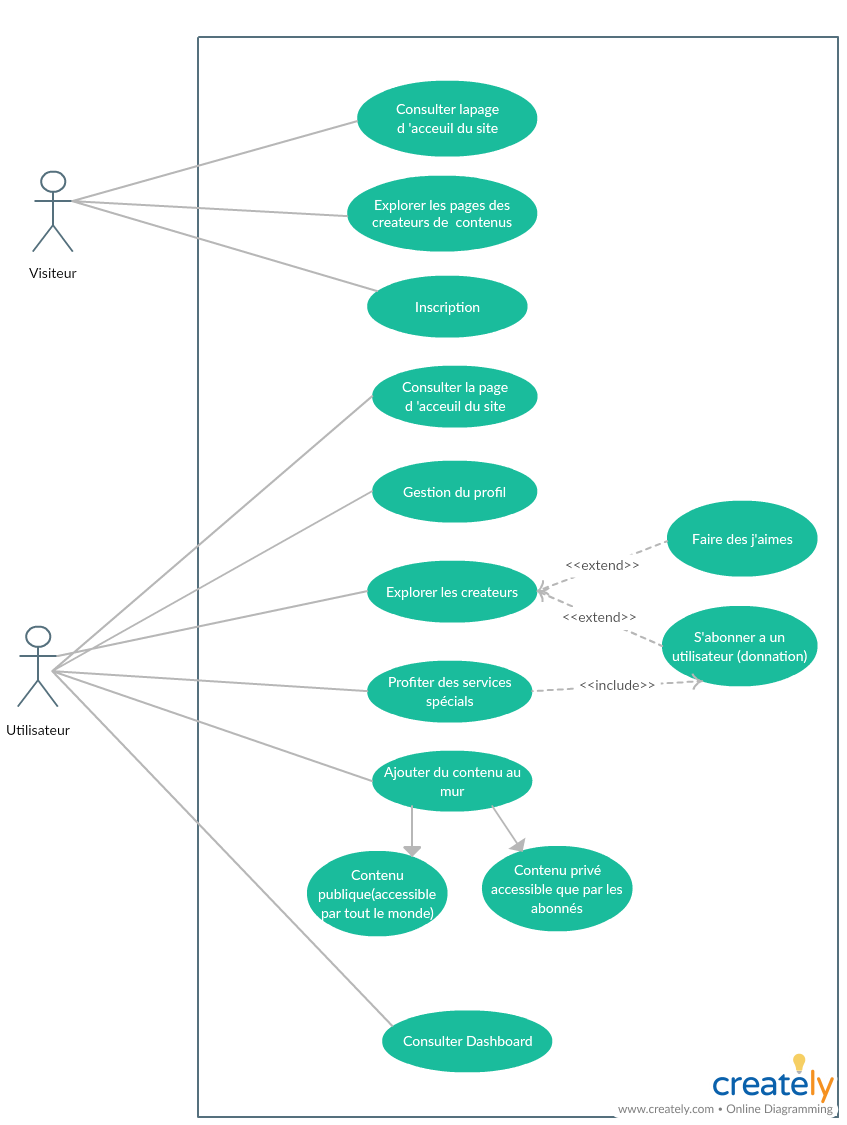 Consulter lapage
d 'acceuil du site
Explorer les pages des
createurs de contenus
Visiteur
Inscription
Consulter la page
d 'acceuil du site
Gestion du profil
Faire des j'aimes
<<extend>>
Explorer les createurs
<<extend>>
S'abonner a un
utilisateur (donnation)
Profiter des services
spécials
<<include>>
Utilisateur
Ajouter du contenu au
mur
Contenu
publique(accessible
par tout le monde)
Contenu privé
accessible que par les
abonnés
Consulter Dashboard
creately
www.creately.com • Online Diagramming